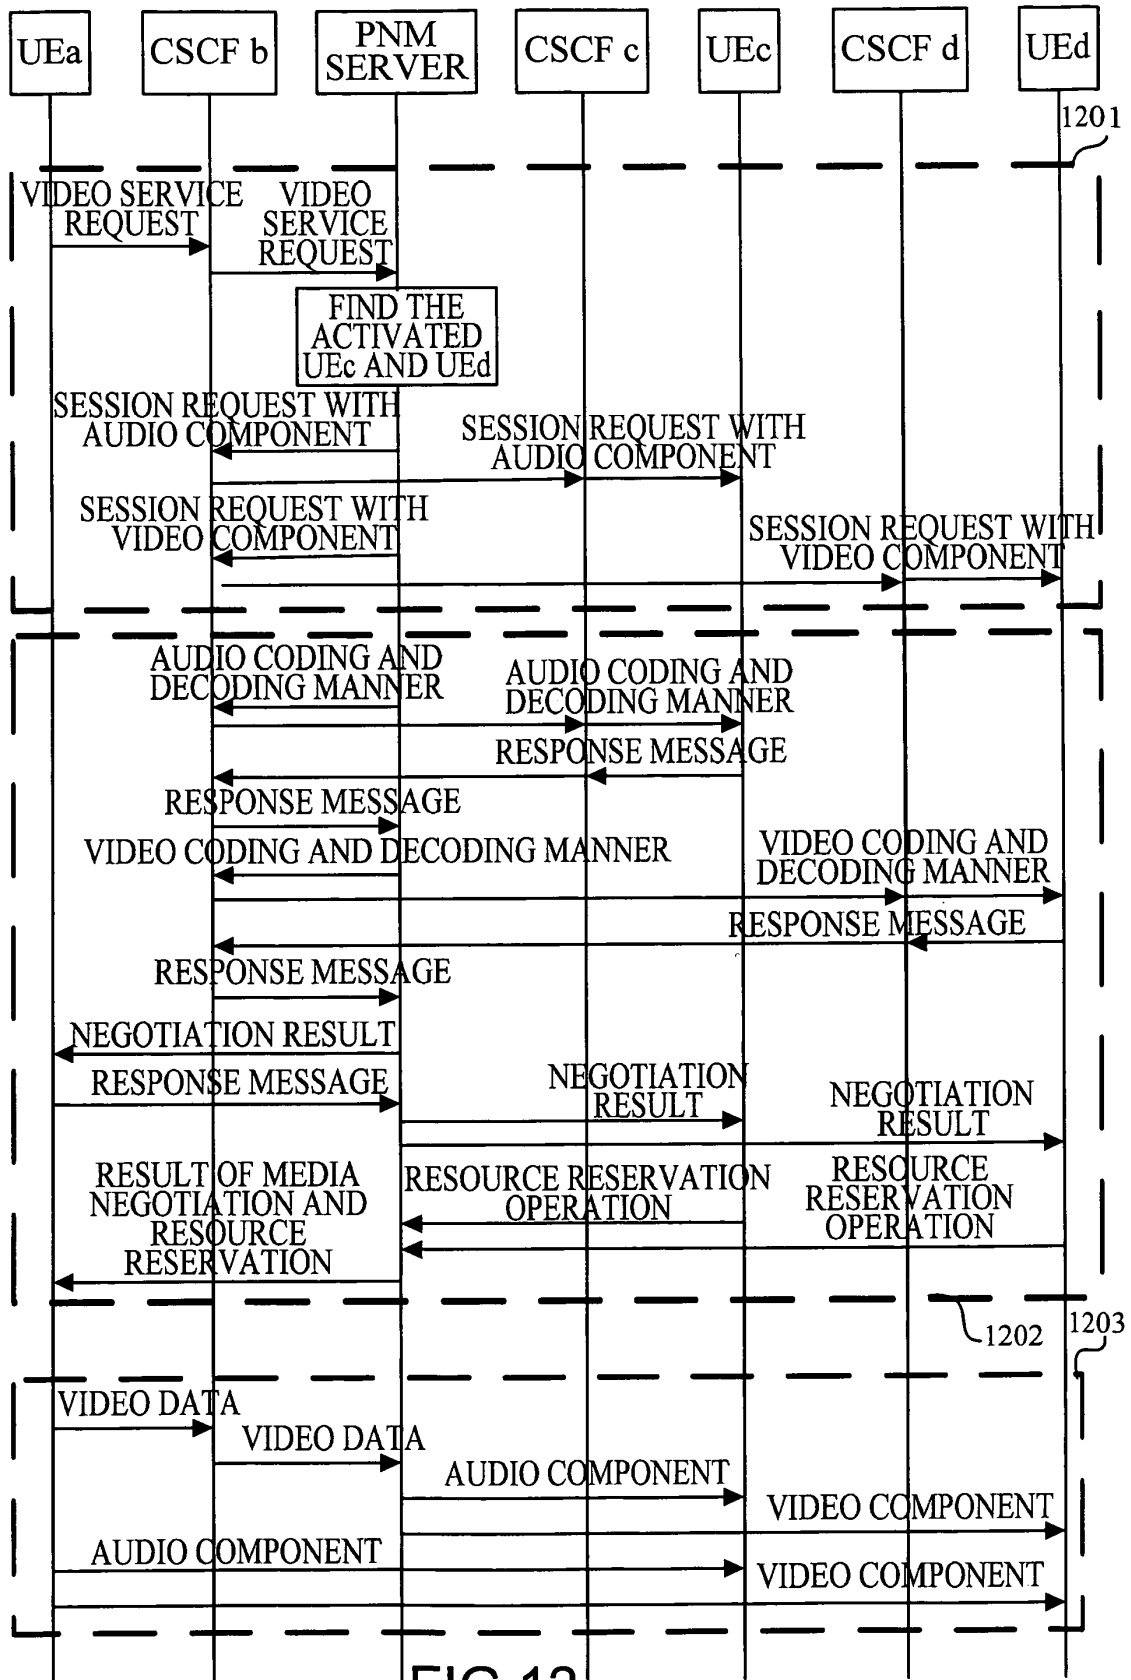 UEa
CSCF b
PNM
SERVER
CSCF c
UEc
CSCF d
UEd
1201
VIDEO SERVICE
REQUEST
VIDEO
SERVICE
REQUEST
FIND THE
ACTIVATED
UEc AND UEd
SESSION REQUEST WITH
AUDIO COMPONENT
SESSION REQUEST WITH
AUDIO COMPONENT
SESSION REQUEST WITH
VIDEO COMPONENT
SESSION REQUEST WITH
VIDEO COMPONENT
AUDIO CODING AND
DECODING MANNER
AUDIO CODING AND
DECODING MANNER
RESPONSE MESSAGE
RESPONSE MESSAGE
VIDEO CODING AND DECODING MANNER
VIDEO CODING AND
DECODING MANNER
RESPONSE MESSAGE
RESPONSE MESSAGE
NEGOTIATION RESULT
RESPONSE MESSAGE
NEGOTIATION
RESULT
NEGOTIATION
RESULT
RESULT OF MEDIA
NEGOTIATION AND
RESOURCE
RESERVATION
RESOURCE RESERVATION
OPERATION
RESOURCE
RESERVATION
OPERATION
1202
1203
VIDEO DATA
VIDEO DATA
AUDIO COMPONENT
VIDEO COMPONENT
AUDIO COMPONENT
VIDEO COMPONENT